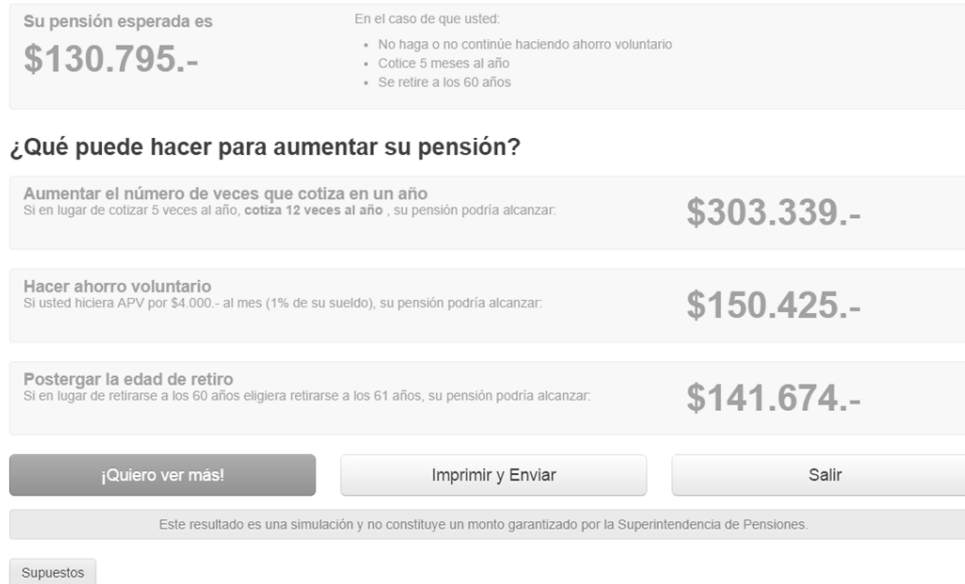 Su pensión esperada es
$130.795.-
En el caso de que usted:
• No haga o no continúe haciendo ahorro voluntario
• Cotice 5 meses al año
• Se retire a los 60 años
¿Qué puede hacer para aumentar su pensión?
Aumentar el número de veces que cotiza en un año
Si en lugar de cotizar 5 veces al año, cotiza 12 veces al año , su pensión podría alcanzar:
$303.339.-
Hacer ahorro voluntario
Si usted hiciera APV por $4.000.- al mes (1% de su sueldo), su pensión podría alcanzar:
$150.425.-
Postergar la edad de retiro
Si en lugar de retirarse a los 60 años eligiera retirarse a los 61 años, su pensión podría alcanzar:
$141.674.-
¡Quiero ver más!
Imprimir y Enviar
Salir
Este resultado es una simulación y no constituye un monto garantizado por la Superintendencia de Pensiones.
Supuestos